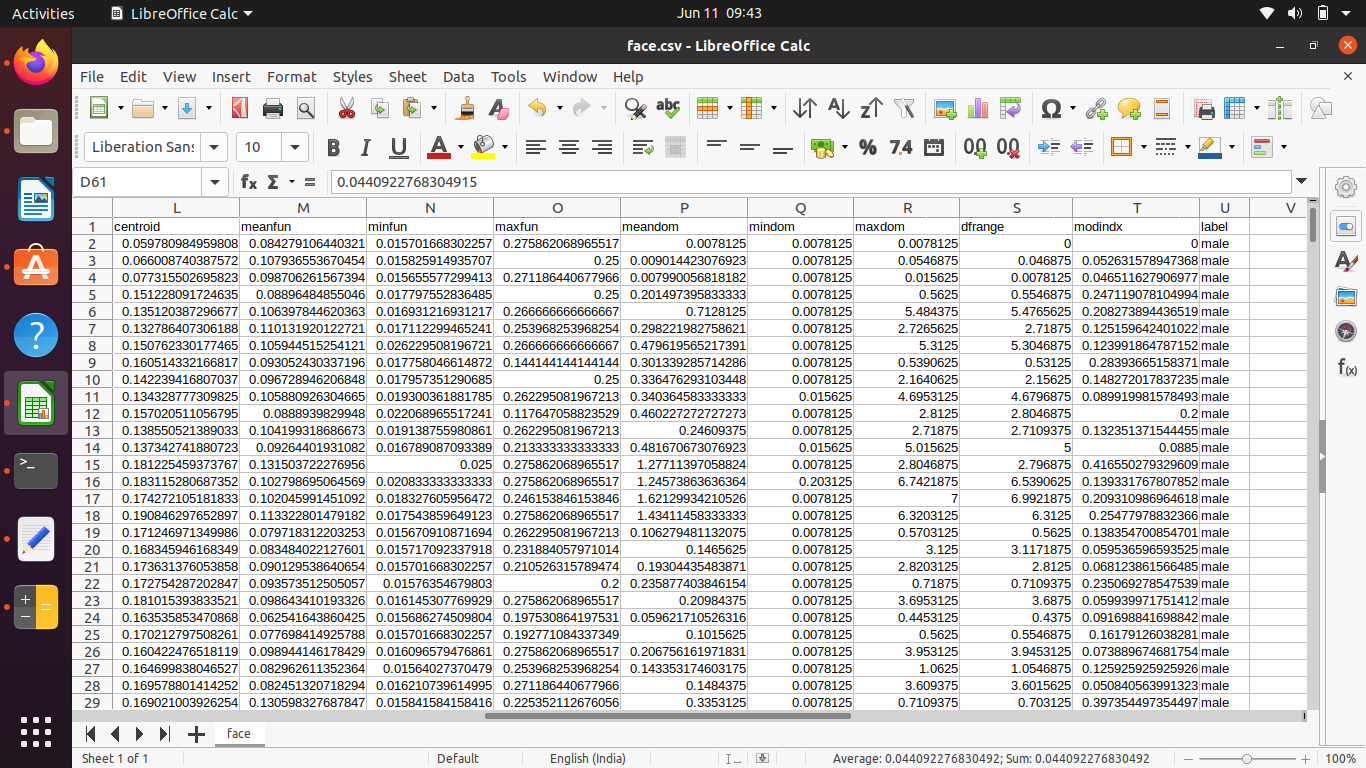 Activities LibreOffice Calc Jun 11 09:43
face.csv - LibreOffice Calc
File Edit View Insert Format Styles Sheet Data Tools Window Help
Liberation Sans 10
D61 0.0440922768304915
L M N O P Q R S T U V
1 centroid meanfun minfun maxfun meandom mindom maxdom dfrange modindx label
2 0.059780984959808 0.084279106440321 0.015701668302257 0.275862068965517 0.0078125 0.0078125 0.0078125 0 0 male
3 0.066008740387572 0.107936553670454 0.015825914935707 0.25 0.009014423076923 0.0078125 0.0546875 0.046875 0.052631578947368 male
4 0.077315502695823 0.098706261567394 0.015655577299413 0.271186440677966 0.007990056818182 0.0078125 0.015625 0.0078125 0.046511627906977 male
5 0.151228091724635 0.08896484855046 0.017797552836485 0.25 0.201497395833333 0.0078125 0.5625 0.5546875 0.247119078104994 male
6 0.135120387296677 0.106397844620363 0.016931216931217 0.266666666666667 0.7128125 0.0078125 5.484375 5.4765625 0.208273894436519 male
7 0.132786407306188 0.110131920122721 0.017112299465241 0.253968253968254 0.298221982758621 0.0078125 2.7265625 2.71875 0.125159642401022 male
8 0.150762330177465 0.105944515254121 0.026229508196721 0.266666666666667 0.479619565217391 0.0078125 5.3125 5.3046875 0.123991864787152 male
9 0.160514332166817 0.093052430337196 0.017758046614872 0.144144144144144 0.301339285714286 0.0078125 0.5390625 0.53125 0.28393665158371 male
10 0.142239416807037 0.096728946206848 0.017957351290685 0.25 0.336476293103448 0.0078125 2.1640625 2.15625 0.148272017837235 male
11 0.134328777309825 0.105880926304665 0.019300361881785 0.262295081967213 0.340364583333333 0.015625 4.6953125 4.6796875 0.089919981578493 male
12 0.157020511056795 0.0888939829948 0.022068965517241 0.117647058823529 0.460227272727273 0.0078125 2.8125 2.8046875 0.2 male
13 0.138550521389033 0.104199318686673 0.019138755980861 0.262295081967213 0.24609375 0.0078125 2.71875 2.7109375 0.132351371544455 male
14 0.137342741880723 0.09264401931082 0.016789087093389 0.213333333333333 0.481670673076923 0.015625 5.015625 5 0.0885 male
15 0.181225459373767 0.131503722276956 0.025 0.275862068965517 1.27711397058824 0.0078125 2.8046875 2.796875 0.416550279329609 male
16 0.183115280687352 0.102798695064569 0.020833333333333 0.275862068965517 1.24573863636364 0.203125 6.7421875 6.5390625 0.139331767807852 male
17 0.174272105181833 0.102045991451092 0.018327605956472 0.246153846153846 1.62129934210526 0.0078125 7 6.9921875 0.209310986964618 male
18 0.190846297652897 0.113322801479182 0.017543859649123 0.275862068965517 1.43411458333333 0.0078125 6.3203125 6.3125 0.25477978832366 male
19 0.171246971349986 0.079718312203253 0.015670910871694 0.262295081967213 0.106279481132075 0.0078125 0.5703125 0.5625 0.138354700854701 male
20 0.168345946168349 0.083484022127601 0.015717092337918 0.231884057971014 0.1465625 0.0078125 3.125 3.1171875 0.059536596593525 male
21 0.173631376053858 0.090129538640654 0.015701668302257 0.210526315789474 0.19304435483871 0.0078125 2.8203125 2.8125 0.068123861566485 male
22 0.172754287202847 0.093573512505057 0.01576354679803 0.2 0.235877403846154 0.0078125 0.71875 0.7109375 0.235069278547539 male
23 0.181015393833521 0.098643410193326 0.016145307769929 0.275862068965517 0.20984375 0.0078125 3.6953125 3.6875 0.059939971751412 male
24 0.163535853470868 0.062541643860425 0.015686274509804 0.197530864197531 0.059621710526316 0.0078125 0.4453125 0.4375 0.091698841698842 male
25 0.170212797508261 0.077698414925788 0.015701668302257 0.192771084337349 0.1015625 0.0078125 0.5625 0.5546875 0.16179126038281 male
26 0.160422476518119 0.098944146178429 0.016096579476861 0.275862068965517 0.206756161971831 0.0078125 3.953125 3.9453125 0.073889674681754 male
27 0.164699838046527 0.082962611352364 0.01564027370479 0.253968253968254 0.143353174603175 0.0078125 1.0625 1.0546875 0.125925925925926 male
28 0.169578801414252 0.082451320718294 0.016210739614995 0.271186440677966 0.1484375 0.0078125 3.609375 3.6015625 0.050840563991323 male
29 0.169021003926254 0.130598327687847 0.015841584158416 0.225352112676056 0.3353125 0.0078125 0.7109375 0.703125 0.397354497354497 male
face
Sheet 1 of 1 Default English (India) Average: 0.044092276830492; Sum: 0.044092276830492 100%